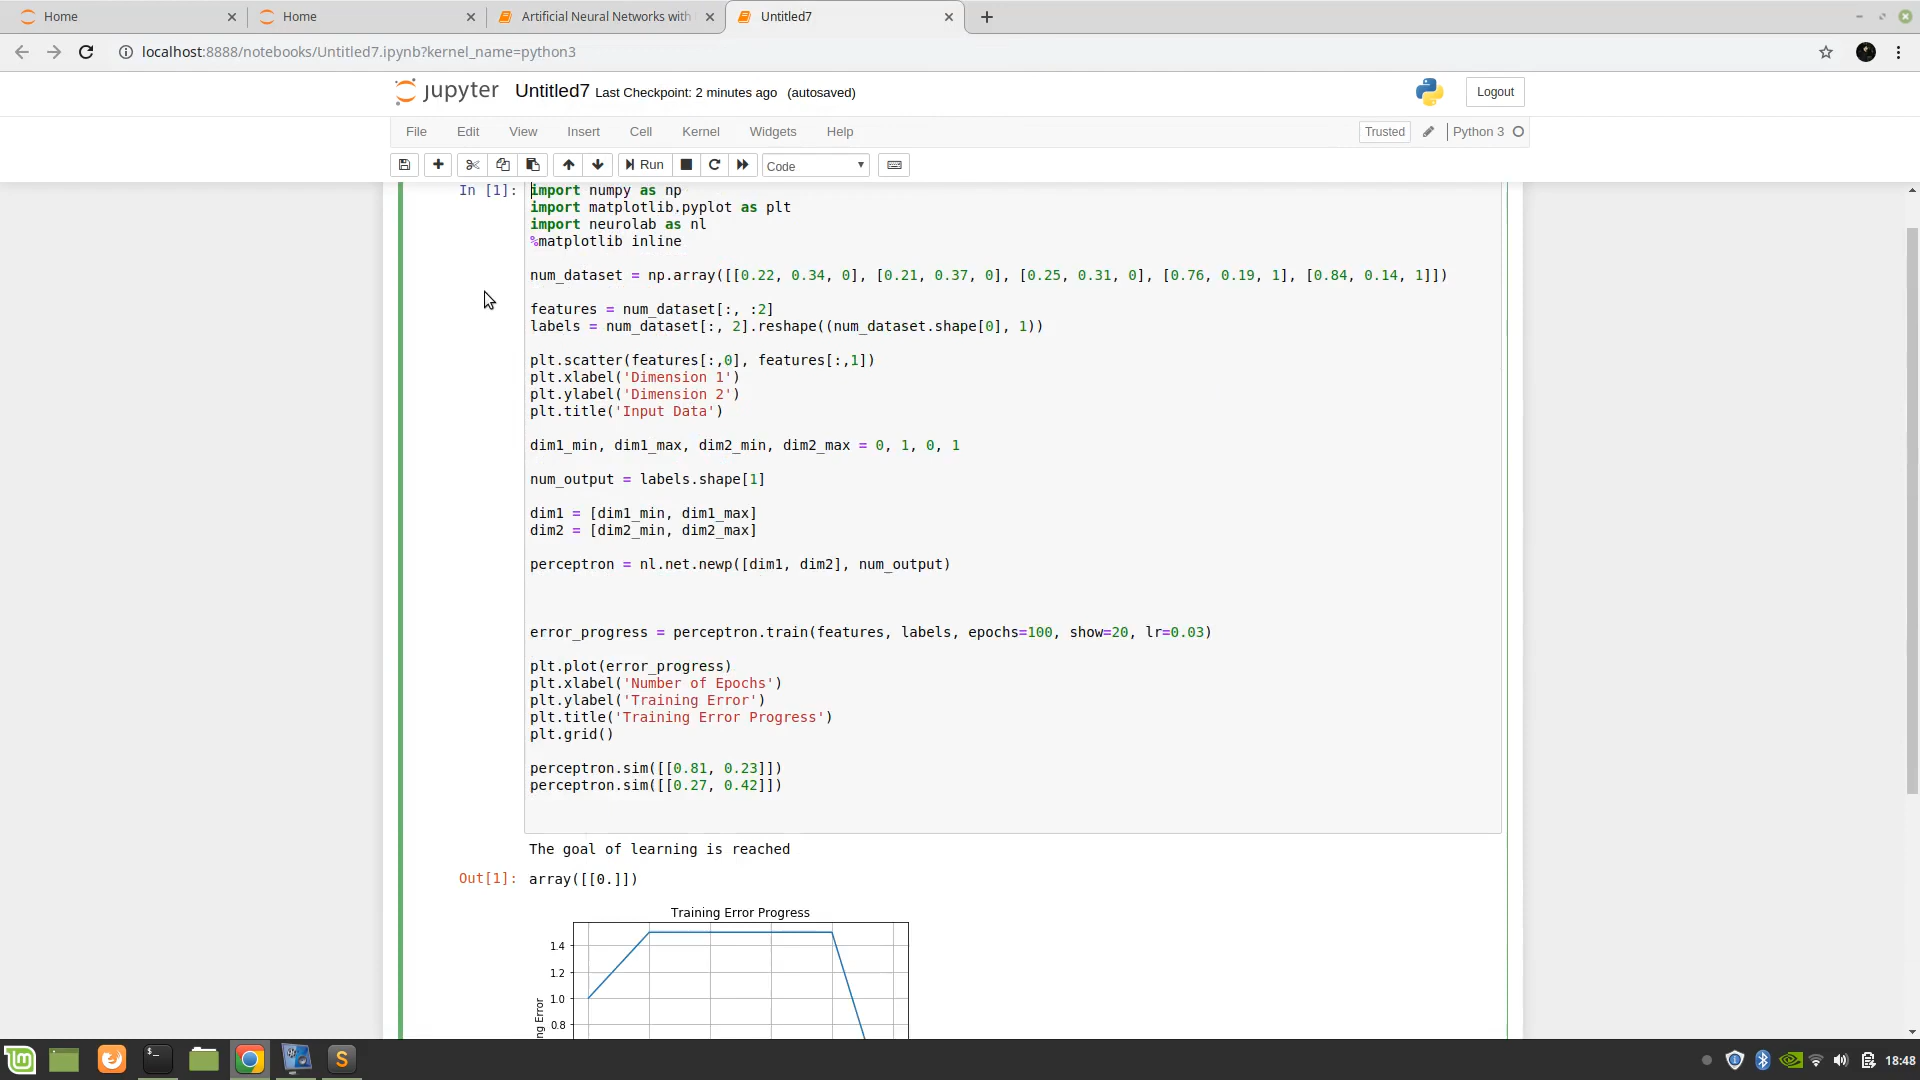 Home
Home
Artificial Neural Networks with
Untitled7
localhost:8888/notebooks/Untitled7.ipynb?kernel_name=python3
jupyter Untitled7 Last Checkpoint: 2 minutes ago (autosaved)
Logout
File Edit View Insert Cell Kernel Widgets Help
Trusted Python 3
Run Code
In [1]: import numpy as np
import matplotlib.pyplot as plt
import neurolab as nl
%matplotlib inline
num_dataset = np.array([[0.22, 0.34, 0], [0.21, 0.37, 0], [0.25, 0.31, 0], [0.76, 0.19, 1], [0.84, 0.14, 1]])
features = num_dataset[:, :2]
labels = num_dataset[:, 2].reshape((num_dataset.shape[0], 1))
plt.scatter(features[:,0], features[:,1])
plt.xlabel('Dimension 1')
plt.ylabel('Dimension 2')
plt.title('Input Data')
dim1_min, dim1_max, dim2_min, dim2_max = 0, 1, 0, 1
num_output = labels.shape[1]
dim1 = [dim1_min, dim1_max]
dim2 = [dim2_min, dim2_max]
perceptron = nl.net.newp([dim1, dim2], num_output)
error_progress = perceptron.train(features, labels, epochs=100, show=20, lr=0.03)
plt.plot(error_progress)
plt.xlabel('Number of Epochs')
plt.ylabel('Training Error')
plt.title('Training Error Progress')
plt.grid()
perceptron.sim([[0.81, 0.23]])
perceptron.sim([[0.27, 0.42]])
The goal of learning is reached
Out[1]: array([[0.]])
Training Error Progress
1.4
1.2
1.0
0.8
ng Error
18:48